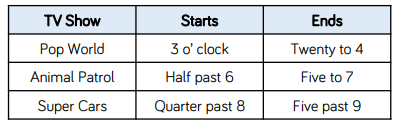 TV Show Starts Ends
Pop World 3 o' clock Twenty to 4
Animal Patrol Half past 6 Five to 7
Super Cars Quarter past 8 Five past 9